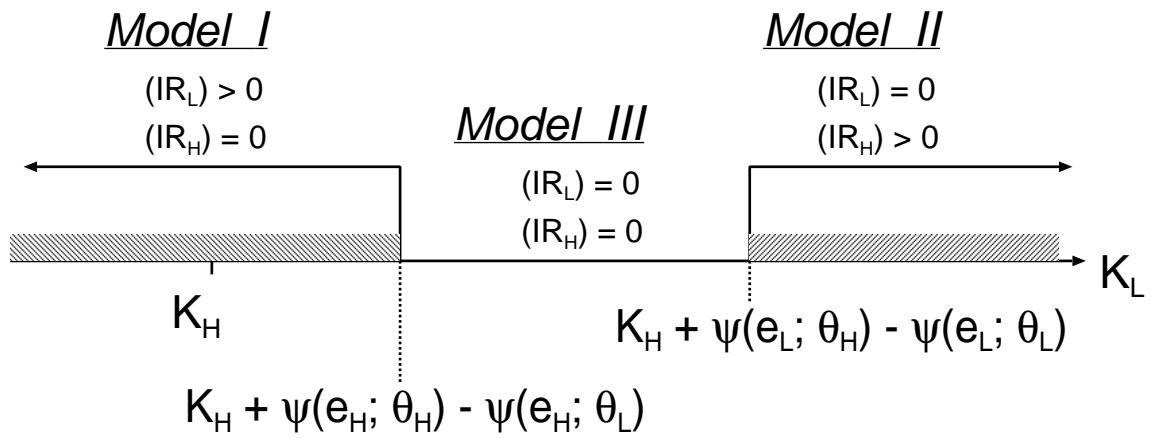 Model I
(IR_L) > 0
(IR_H) = 0
Model III
(IR_L) = 0
(IR_H) = 0
Model II
(IR_L) = 0
(IR_H) > 0
K_L
K_H
K_H + ψ(e_L; θ_H) - ψ(e_L; θ_L)
K_H + ψ(e_H; θ_H) - ψ(e_H; θ_L)